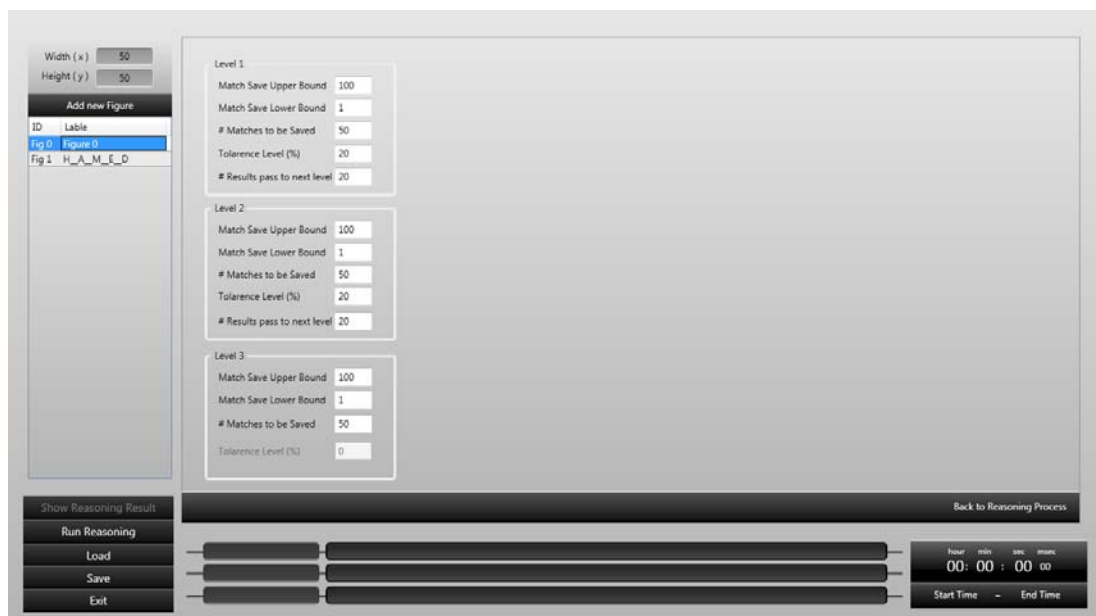 Width ( x ) 50
Height ( y ) 50
Add new Figure
ID Lable
Fig 0 Figure 0
Fig 1 H_A_M_E_D
Level 1
Match Save Upper Bound 100
Match Save Lower Bound 1
# Matches to be Saved 50
Tolarence Level (%) 20
# Results pass to next level 20
Level 2
Match Save Upper Bound 100
Match Save Lower Bound 1
# Matches to be Saved 50
Tolarence Level (%) 20
# Results pass to next level 20
Level 3
Match Save Upper Bound 100
Match Save Lower Bound 1
# Matches to be Saved 50
Tolarence Level (%) 0
Show Reasoning Result
Run Reasoning
Load
Save
Exit
Back to Reasoning Process
hour min sec msec
00: 00 : 00 00
Start Time - End Time